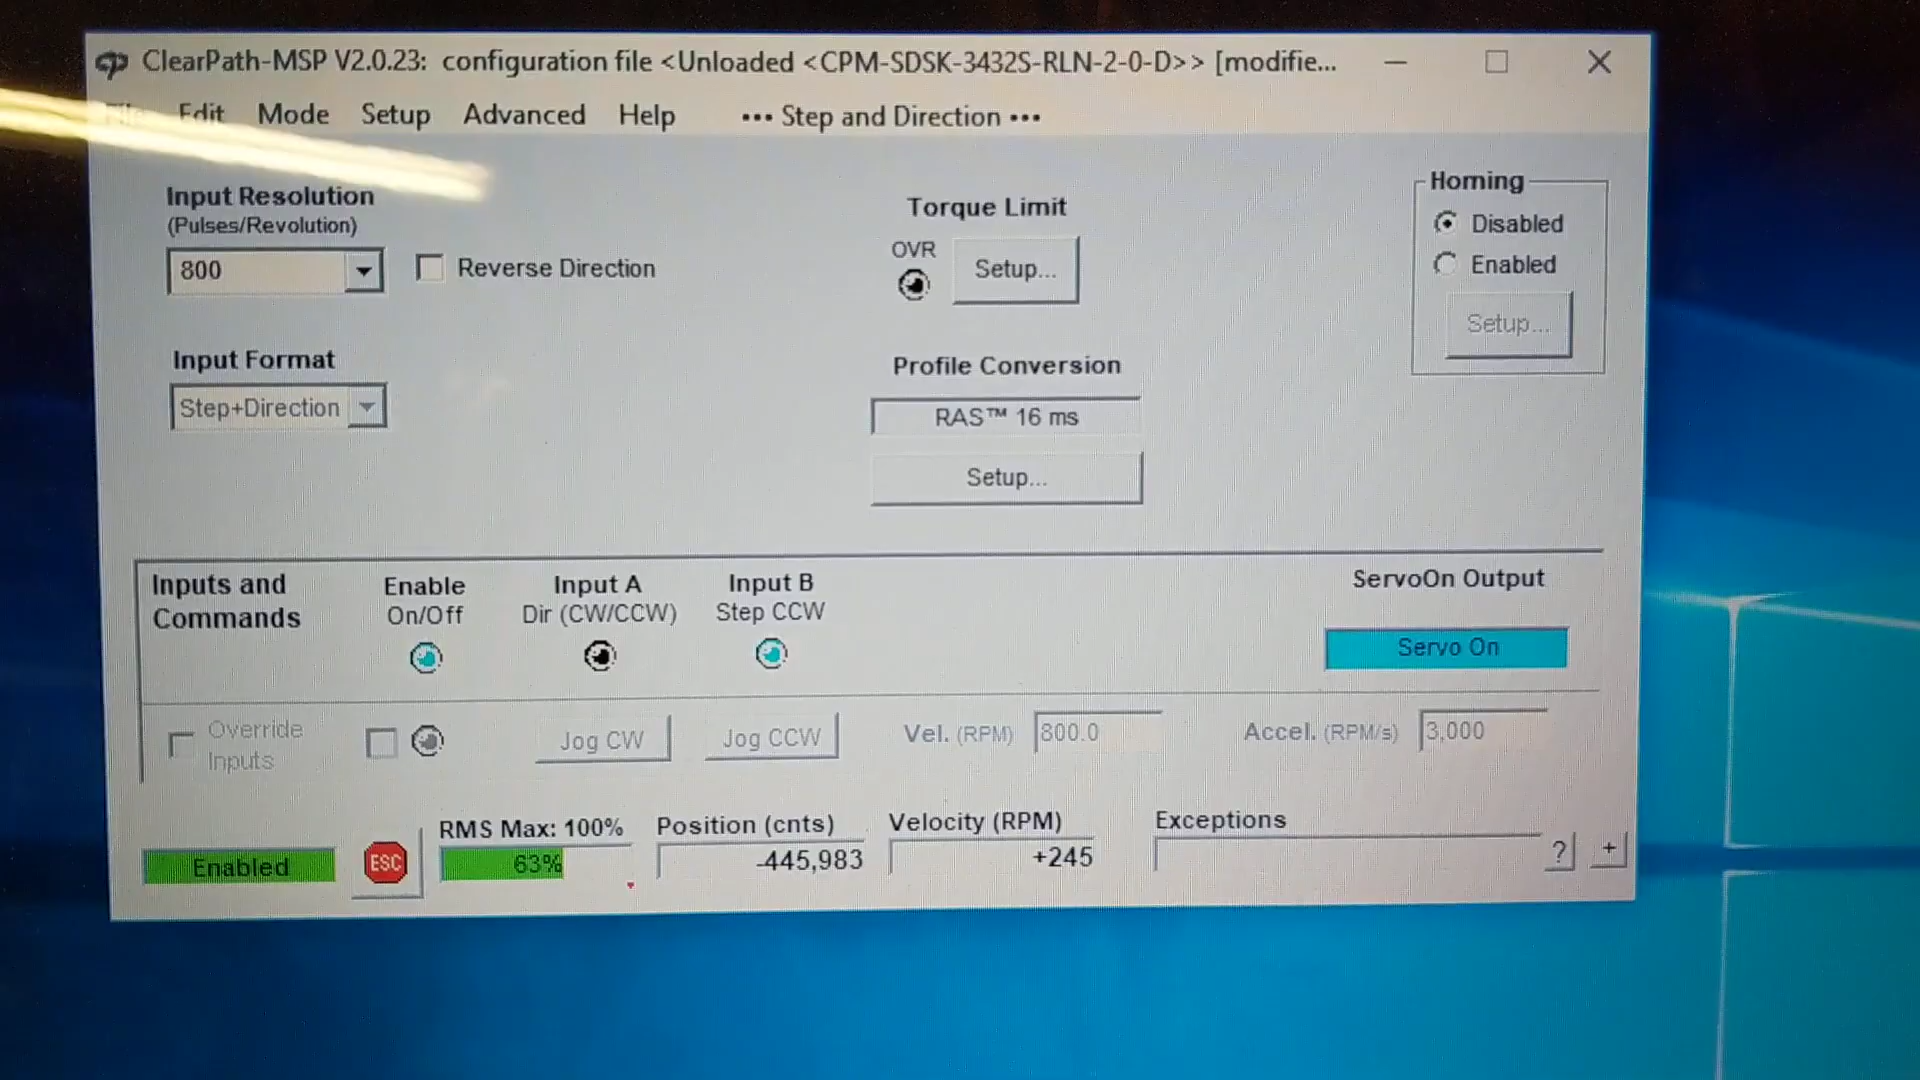 ClearPath-MSP V2.0.23: configuration file <Unloaded <CPM-SDSK-3432S-RLN-2-0-D>> [modifie...
Edit Mode Setup Advanced Help ••• Step and Direction •••
Input Resolution
(Pulses/Revolution)
800
Reverse Direction
Input Format
Step+Direction
Torque Limit
OVR
Setup...
Profile Conversion
RAS™ 16 ms
Setup...
Homing
Disabled
Enabled
Setup...
Inputs and
Commands
Enable
On/Off
Input A
Dir (CW/CCW)
Input B
Step CCW
ServoOn Output
Servo On
Override
Inputs
Jog CW
Jog CCW
Vel. (RPM) 800.0
Accel. (RPM/s) 3,000
Enabled
ESC
RMS Max: 100%
63%
Position (cnts)
-445,983
Velocity (RPM)
+245
Exceptions
?
+